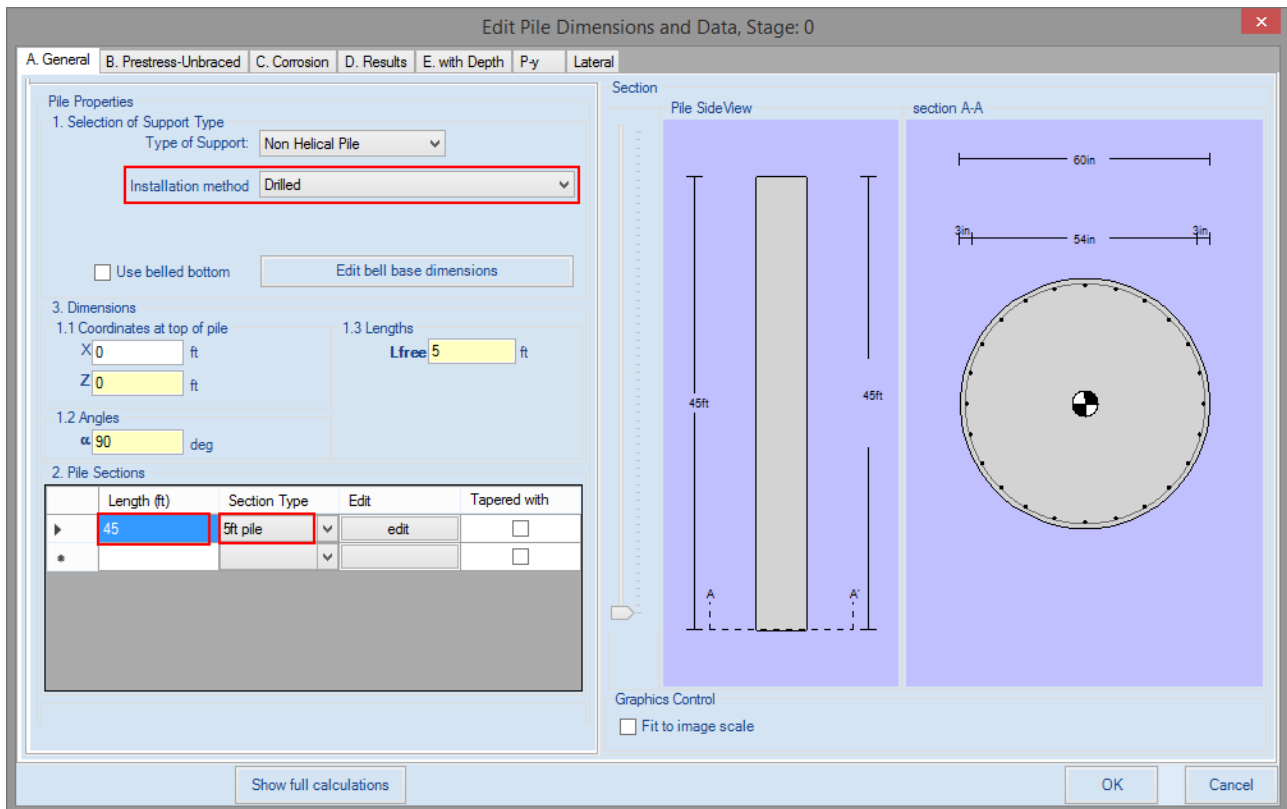 Edit Pile Dimensions and Data, Stage: 0
×
A. General B. Prestress-Unbraced C. Corrosion D. Results E. with Depth P-y Lateral
Pile Properties
1. Selection of Support Type
Type of Support: Non Helical Pile
Installation method Drilled
Use belled bottom Edit bell base dimensions
3. Dimensions
1.1 Coordinates at top of pile
X 0 ft
Z 0 ft
1.3 Lengths
Lfree 5 ft
1.2 Angles
α 90 deg
2. Pile Sections
Length (ft) Section Type Edit Tapered with
45 5ft pile edit
Section
Pile SideView
45ft
45ft
A A'
section A-A
60in
3in 54in 3in
Graphics Control
Fit to image scale
Show full calculations OK Cancel